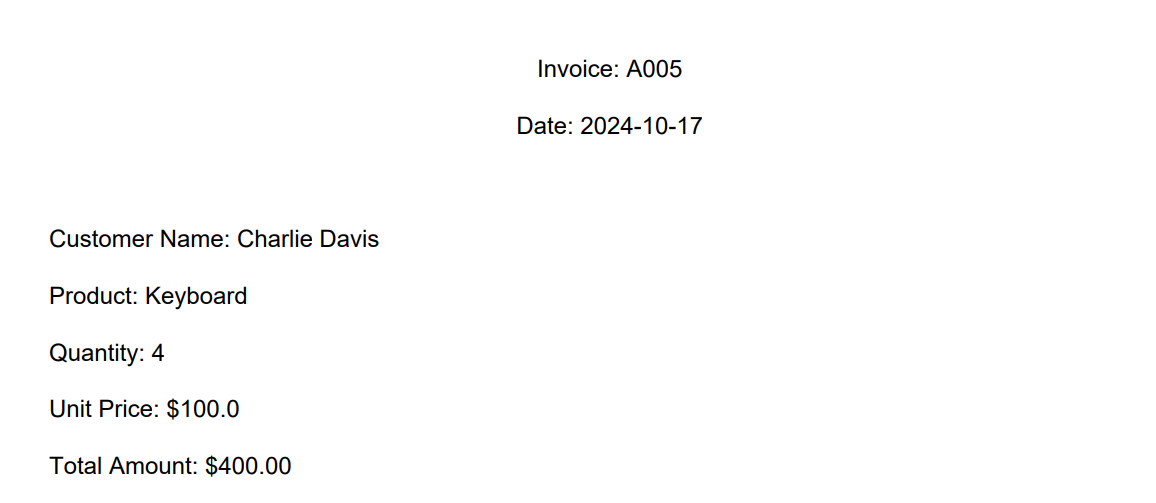 Invoice: A005
Date: 2024-10-17
Customer Name: Charlie Davis
Product: Keyboard
Quantity: 4
Unit Price: $100.0
Total Amount: $400.00